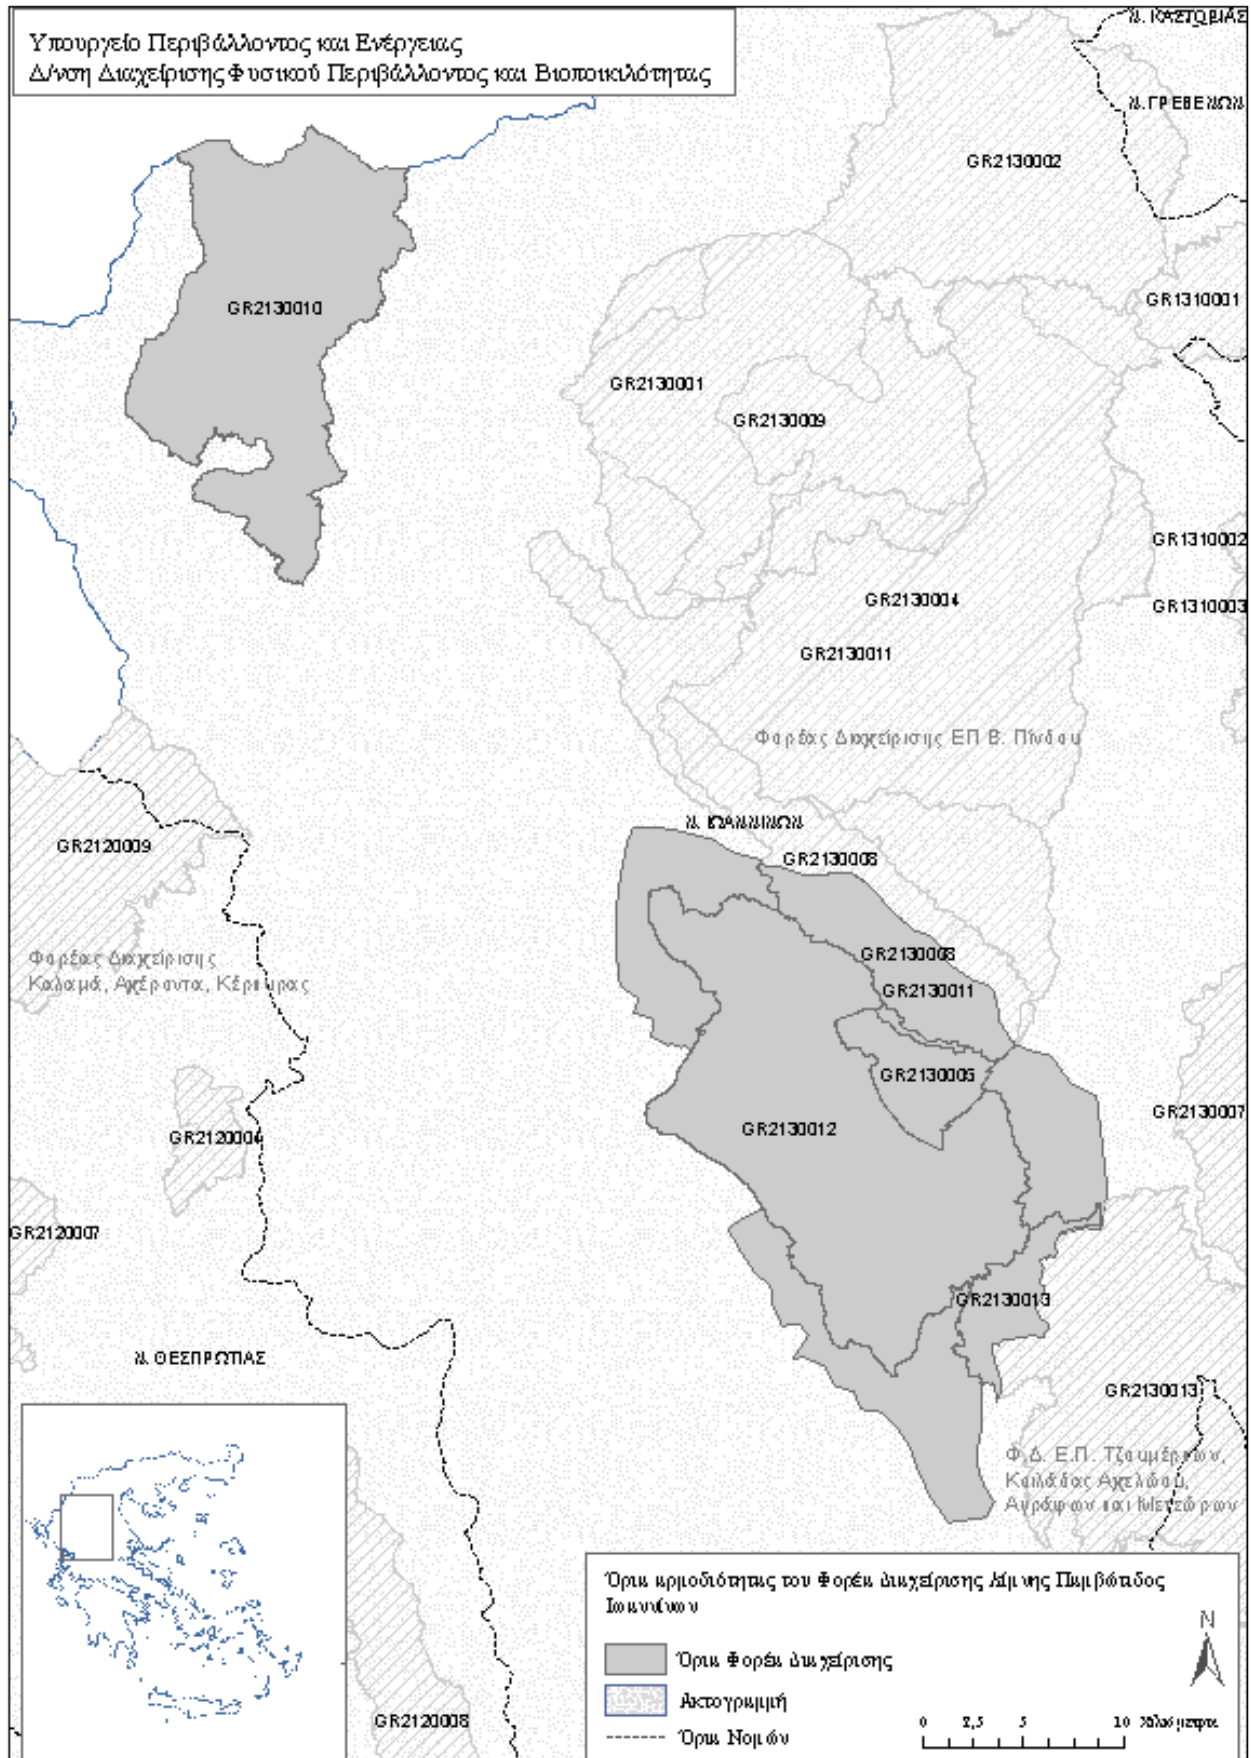 Υπουργείο Περιβάλλοντος και Ενέργειας
Δ/νση Διαχείρισης Φυσικού Περιβάλλοντος και Βιοποικιλότητας
Ν. ΚΑΣΤΟΡΙΑΣ
Ν. ΓΡΕΒΕΝΩΝ
GR2130002
GR1310001
GR2130010
GR2130001
GR2130009
GR1310002
GR2130004
GR1310003
GR2130011
Φορέας Διαχείρισης ΕΠ Β. Πίνδου
Ν. ΙΩΑΝΝΙΝΩΝ
GR2120009
GR2130008
GR2130008
Φορέας Διαχείρισης
Καλαμά, Αχέροντα, Κέρκυρας
GR2130011
GR2130005
GR2130007
GR2130012
GR2120004
GR2120007
GR2130013
Ν. ΘΕΣΠΡΩΤΙΑΣ
GR2130013
Φ.Δ. Ε.Π. Τζουμέρκων,
Κοιλάδας Αχελώου,
Αγράφων και Μετεώρων
Όρια αρμοδιότητας του Φορέα Διαχείρισης Λίμνης Παμβώτιδος
Ιωαννίνων
N
Όρια Φορέα Διαχείρισης
Ακτογραμμή
Όρια Νομών
0 2,5 5 10 Χιλιόμετρα
GR2120008